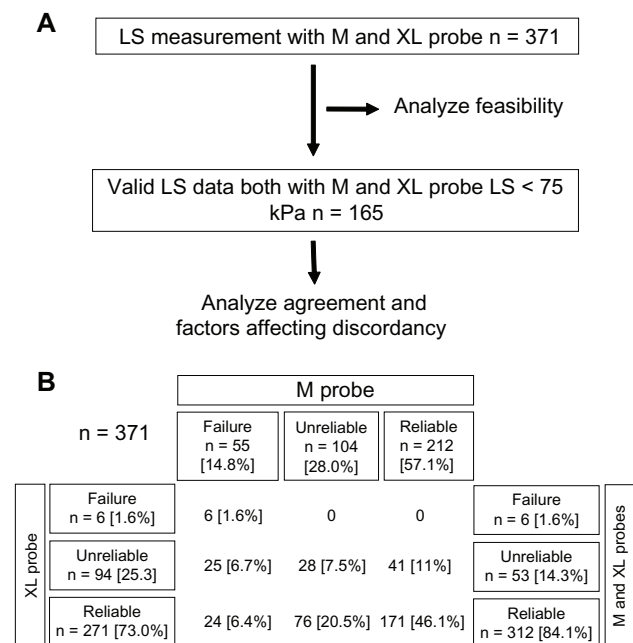 A
LS measurement with M and XL probe n = 371
Analyze feasibility
Valid LS data both with M and XL probe LS < 75
kPa n = 165
Analyze agreement and
factors affecting discordancy
B
M probe
n = 371
Failure
n = 55
[14.8%]
Unreliable
n = 104
[28.0%]
Reliable
n = 212
[57.1%]
XL probe
Failure
n = 6 [1.6%]
6 [1.6%]
0
0
Failure
n = 6 [1.6%]
Unreliable
n = 94 [25.3]
25 [6.7%]
28 [7.5%]
41 [11%]
Unreliable
n = 53 [14.3%]
Reliable
n = 271 [73.0%]
24 [6.4%]
76 [20.5%]
171 [46.1%]
Reliable
n = 312 [84.1%]
M and XL probes